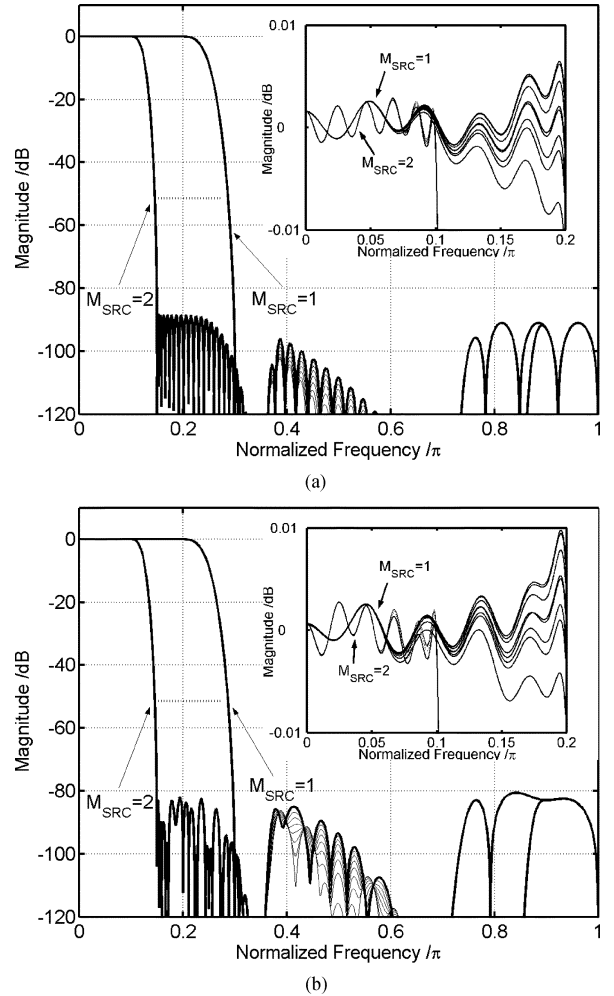 0
-20
-40
-60
-80
-100
-120
Magnitude /dB
M_SRC=2
M_SRC=1
0 0.2 0.4 0.6 0.8 1
Normalized Frequency /π
0.01
0
-0.01
Magnitude /dB
M_SRC=1
M_SRC=2
0 0.05 0.1 0.15 0.2
Normalized Frequency /π
(a)
0
-20
-40
-60
-80
-100
-120
Magnitude /dB
M_SRC=2
M_SRC=1
0 0.2 0.4 0.6 0.8 1
Normalized Frequency /π
0.01
0
-0.01
Magnitude /dB
M_SRC=1
M_SRC=2
0 0.05 0.1 0.15 0.2
Normalized Frequency /π
(b)